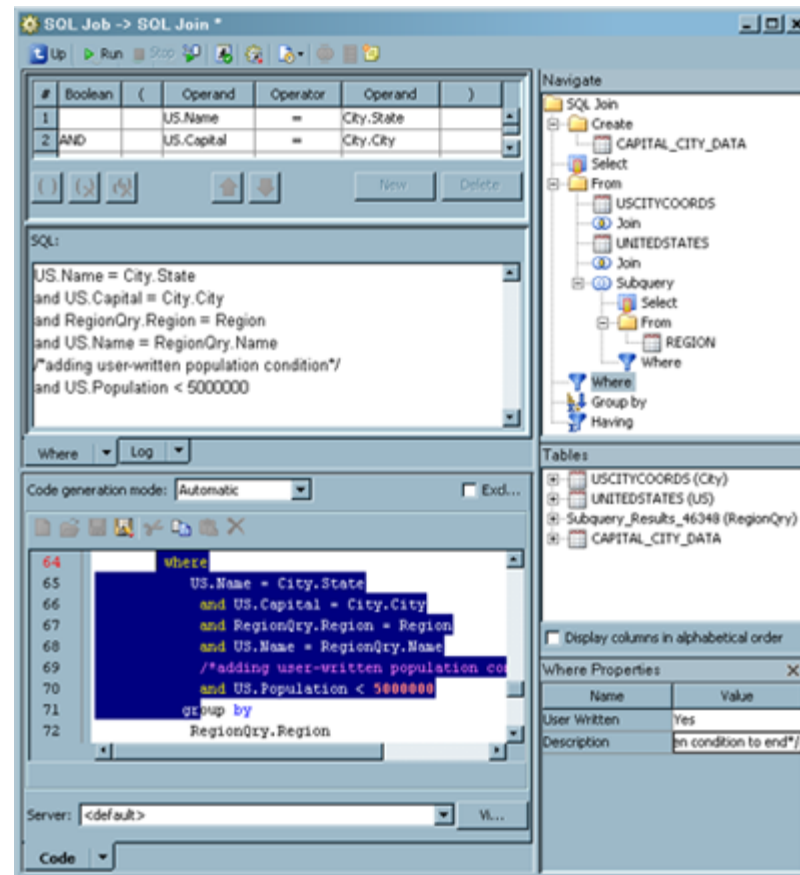 SQL Job -> SQL Join *
Up Run Stop
# Boolean ( Operand Operator Operand )
1 US.Name = City.State
2 AND US.Capital = City.City
New Delete
SQL:
US.Name = City.State
and US.Capital = City.City
and RegionQry.Region = Region
and US.Name = RegionQry.Name
/*adding user-written population condition*/
and US.Population < 5000000
Where Log
Code generation mode: Automatic Excl...
64 where
65 US.Name = City.State
66 and US.Capital = City.City
67 and RegionQry.Region = Region
68 and US.Name = RegionQry.Name
69 /*adding user-written population con
70 and US.Population < 5000000
71 group by
72 RegionQry.Region
Server: <default> Vi...
Code
Navigate
SQL Join
Create
CAPITAL_CITY_DATA
Select
From
USCITYCOORDS
Join
UNITEDSTATES
Join
Subquery
Select
From
REGION
Where
Where
Group by
Having
Tables
USCITYCOORDS (City)
UNITEDSTATES (US)
Subquery_Results_46348 (RegionQry)
CAPITAL_CITY_DATA
Display columns in alphabetical order
Where Properties
Name Value
User Written Yes
Description en condition to end*/